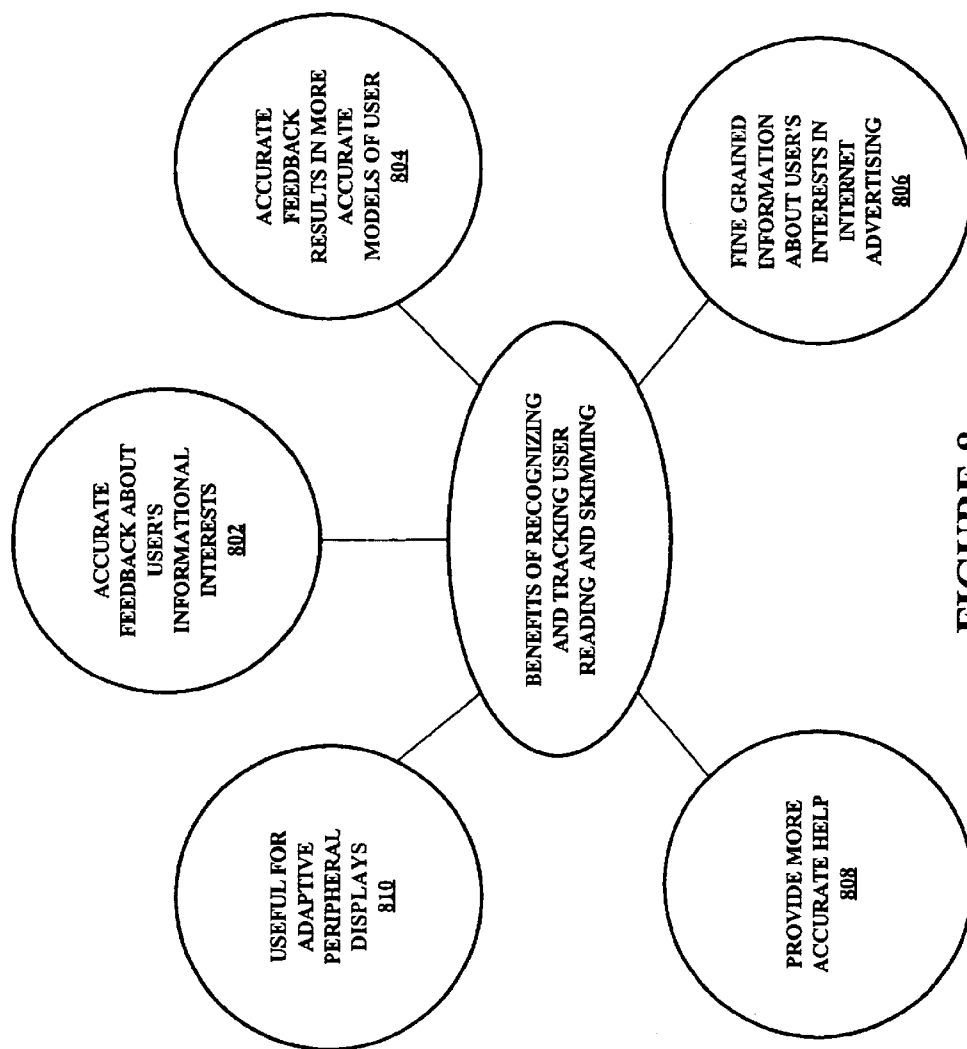 ACCURATE
FEEDBACK ABOUT
USER'S
INFORMATIONAL
INTERESTS
802
USEFUL FOR
ADAPTIVE
PERIPHERAL
DISPLAYS
810
ACCURATE
FEEDBACK
RESULTS IN MORE
ACCURATE
MODELS OF USER
804
BENEFITS OF RECOGNIZING
AND TRACKING USER
READING AND SKIMMING
PROVIDE MORE
ACCURATE HELP
808
FINE GRAINED
INFORMATION
ABOUT USER'S
INTERESTS IN
INTERNET
ADVERTISING
806
FIGURE 8